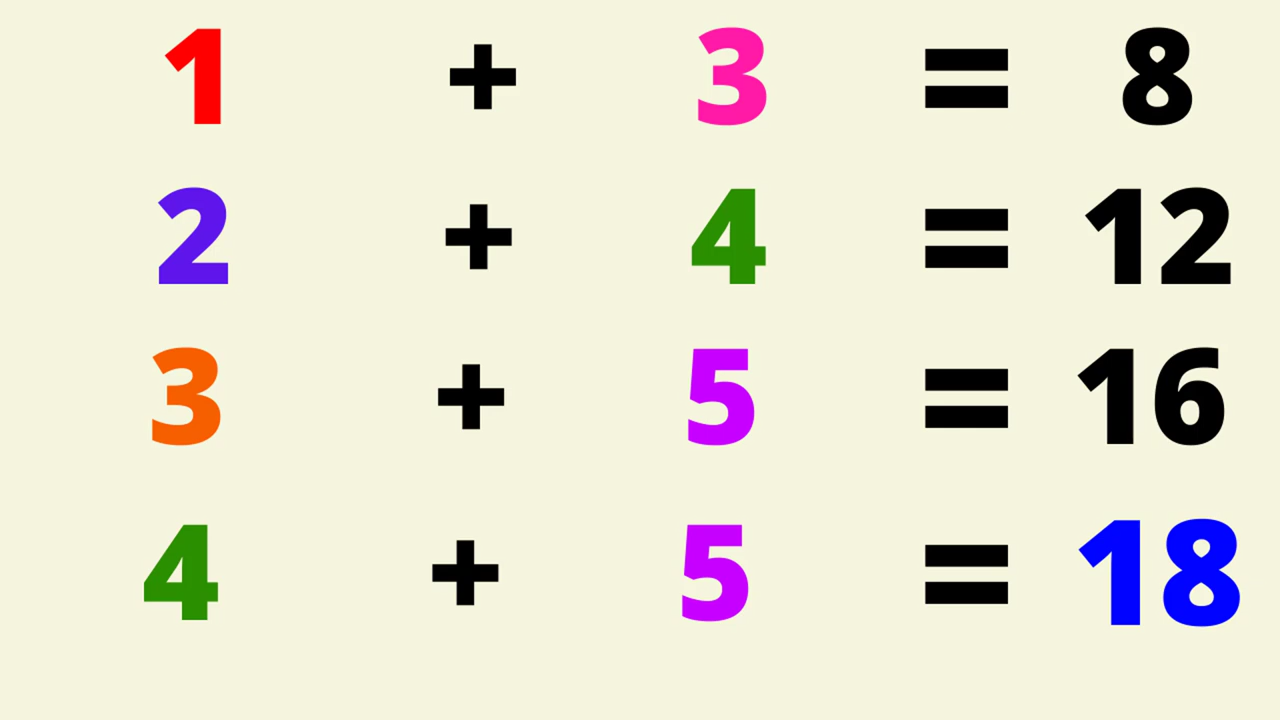 1 + 3 = 8
2 + 4 = 12
3 + 5 = 16
4 + 5 = 18